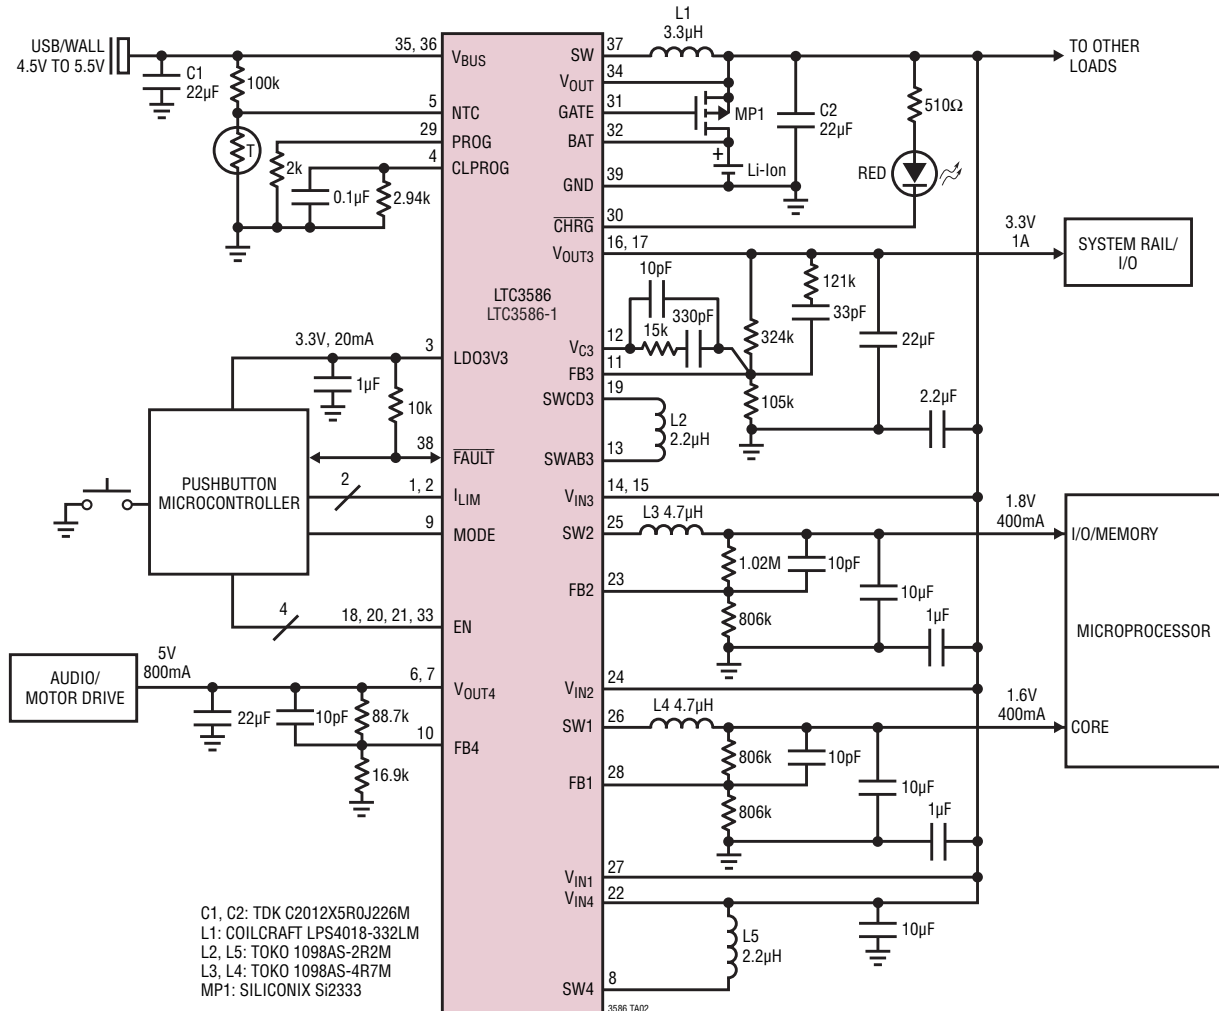 USB/WALL
4.5V TO 5.5V
C1
22µF
100k
T
2k
0.1µF
2.94k
35, 36
VBUS
5
NTC
29
PROG
4
CLPROG
LTC3586
LTC3586-1
SW
37
L1
3.3µH
VOUT
34
GATE
31
MP1
BAT
32
+
Li-Ion
GND
39
CHRG
30
C2
22µF
510Ω
RED
TO OTHER
LOADS
VOUT3
16, 17
3.3V
1A
SYSTEM RAIL/
I/O
10pF
15k
330pF
324k
121k
33pF
22µF
105k
2.2µF
VC3
12
FB3
11
SWCD3
19
L2
2.2µH
SWAB3
13
VIN3
14, 15
3.3V, 20mA
3
LDO3V3
1µF
10k
38
FAULT
PUSHBUTTON
MICROCONTROLLER
2
1, 2
ILIM
9
MODE
4
18, 20, 21, 33
EN
SW2
25
L3 4.7µH
1.8V
400mA
I/O/MEMORY
1.02M
10pF
10µF
FB2
23
806k
1µF
MICROPROCESSOR
AUDIO/
MOTOR DRIVE
5V
800mA
6, 7
VOUT4
22µF
10pF
88.7k
10
FB4
16.9k
VIN2
24
SW1
26
L4 4.7µH
1.6V
400mA
CORE
806k
10pF
10µF
FB1
28
806k
1µF
VIN1
27
VIN4
22
L5
2.2µH
10µF
SW4
8
C1, C2: TDK C2012X5R0J226M
L1: COILCRAFT LPS4018-332LM
L2, L5: TOKO 1098AS-2R2M
L3, L4: TOKO 1098AS-4R7M
MP1: SILICONIX Si2333
3586 TA02